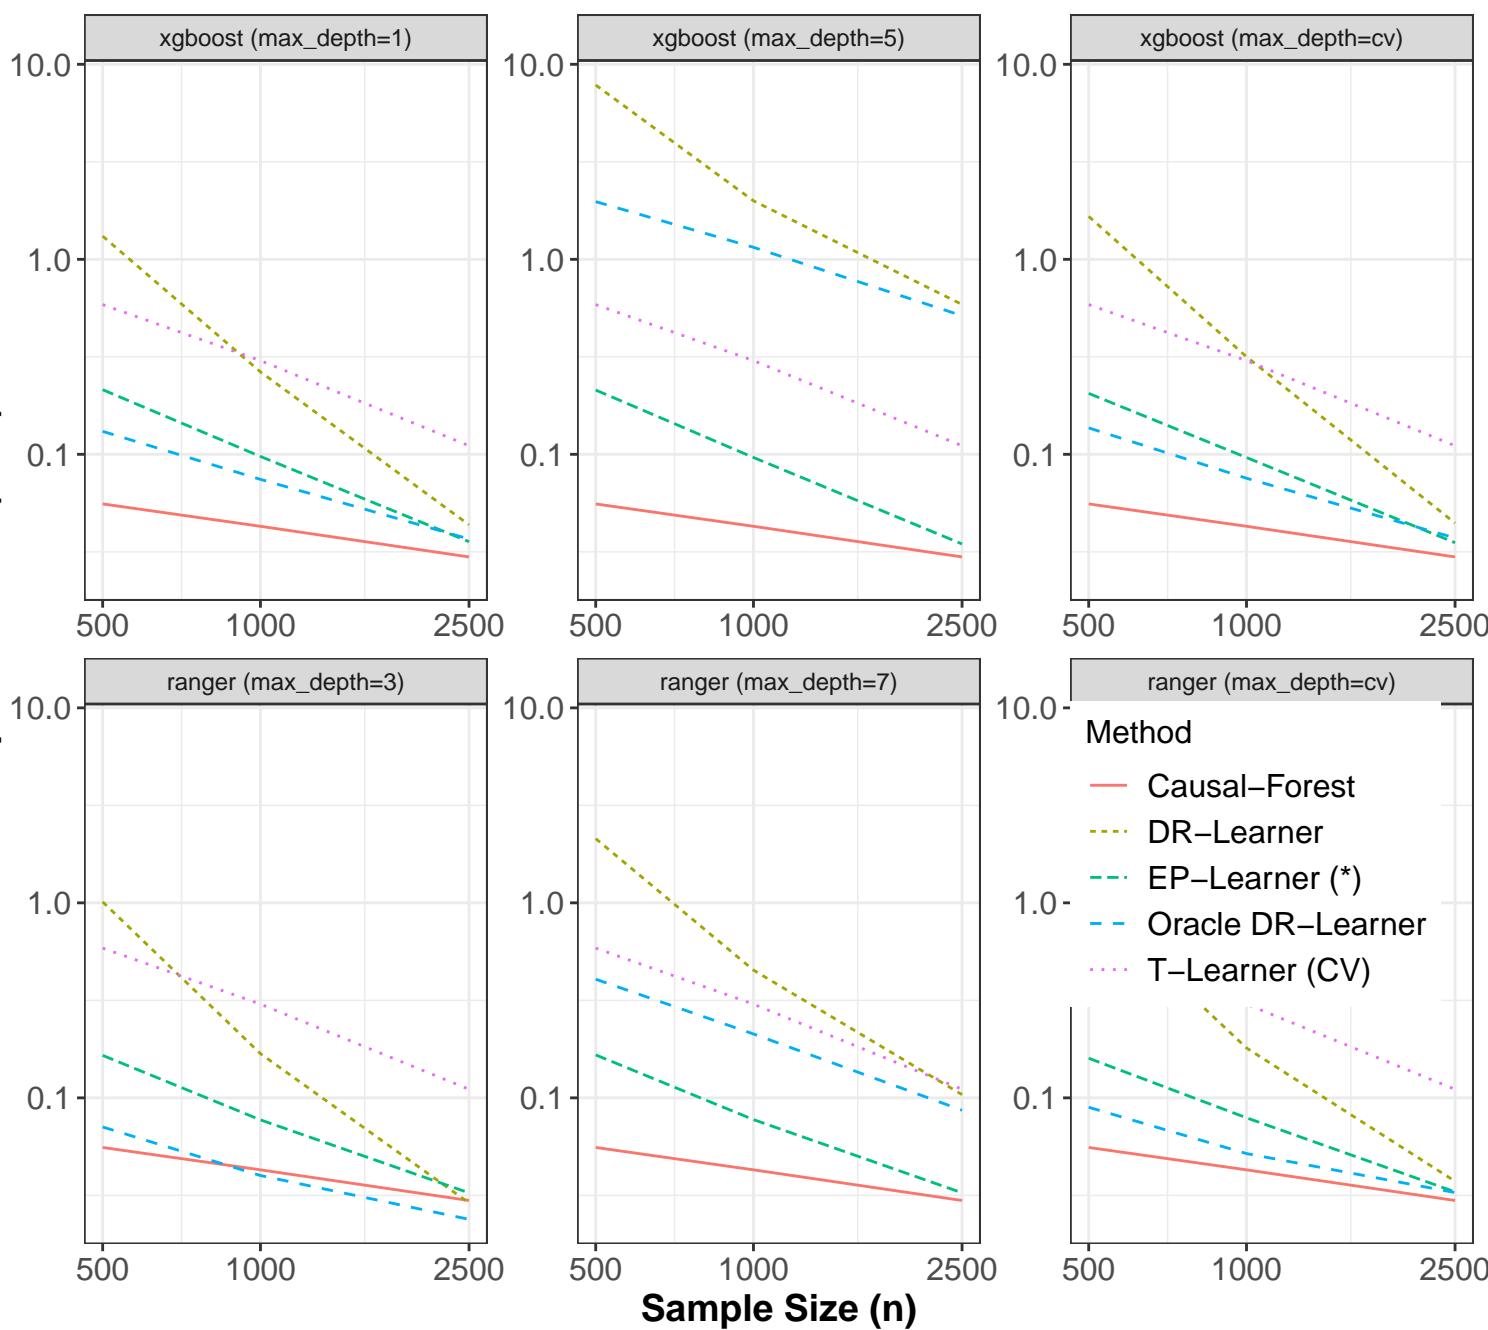 xgboost (max_depth=1)
xgboost (max_depth=5)
xgboost (max_depth=cv)
10.0
1.0
0.1
10.0
1.0
0.1
10.0
1.0
0.1
500
1000
2500
500
1000
2500
500
1000
2500
ranger (max_depth=3)
ranger (max_depth=7)
ranger (max_depth=cv)
10.0
1.0
0.1
10.0
1.0
0.1
10.0
1.0
0.1
Method
Causal−Forest
DR−Learner
EP−Learner (*)
Oracle DR−Learner
T−Learner (CV)
500
1000
2500
500
1000
2500
500
1000
2500
Sample Size (n)